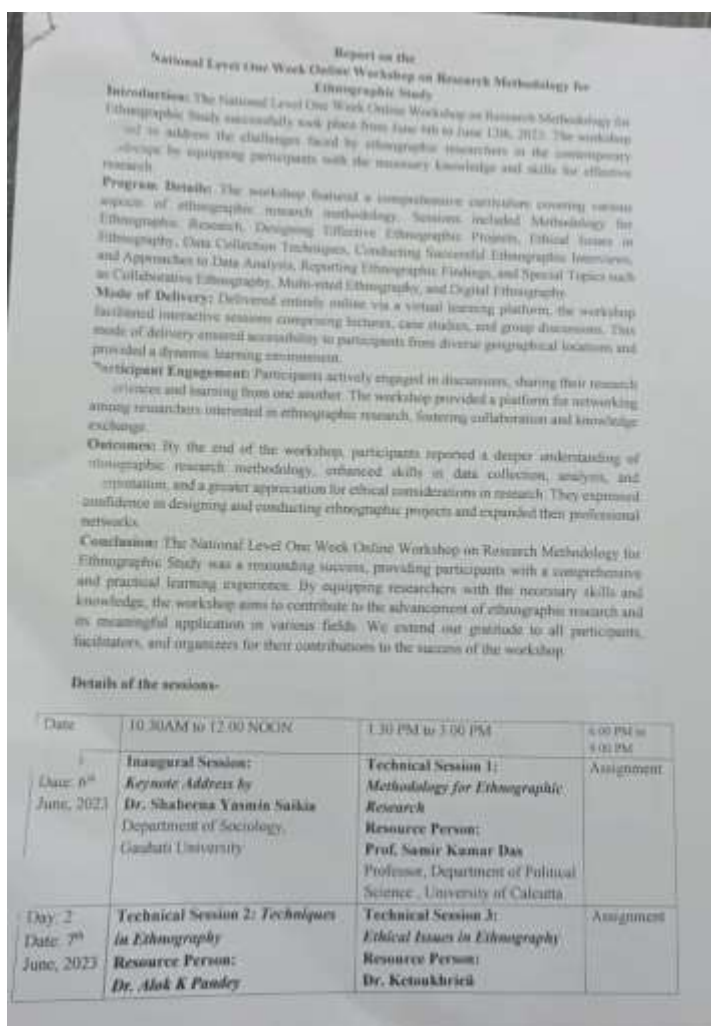 Report on the
National Level One Week Online Workshop on Research Methodology for
Ethnographic Study
Introduction: The National Level One Week Online Workshop on Research Methodology for
Ethnographic Study successfully took place from June 6th to June 13th, 2023. The workshop
to address the challenges faced by ethnographic researchers in the contemporary
by equipping participants with the necessary knowledge and skills for effective
research.
Program Details: The workshop featured a comprehensive curriculum covering various
aspects of ethnographic research methodology. Sessions included Methodology for
Ethnographic Research, Designing Effective Ethnographic Projects, Ethical Issues in
Ethnography, Data Collection Techniques, Conducting Successful Ethnographic Interviews,
and Approaches to Data Analysis, Reporting Ethnographic Findings, and Special Topics such
as Collaborative Ethnography, Multi-sited Ethnography, and Digital Ethnography.
Mode of Delivery: Delivered entirely online via a virtual learning platform, the workshop
facilitated interactive sessions comprising lectures, case studies, and group discussions. This
mode of delivery ensured accessibility to participants from diverse geographical locations and
provided a dynamic learning environment.
Participant Engagement: Participants actively engaged in discussions, sharing their research
and learning from one another. The workshop provided a platform for networking
among researchers interested in ethnographic research, fostering collaboration and knowledge
exchange.
Outcomes: By the end of the workshop, participants reported a deeper understanding of
ethnographic research methodology, enhanced skills in data collection, analysis, and
and a greater appreciation for ethical considerations in research. They expressed
confidence in designing and conducting ethnographic projects and expanded their professional
networks.
Conclusion: The National Level One Week Online Workshop on Research Methodology for
Ethnographic Study was a resounding success, providing participants with a comprehensive
and practical learning experience. By equipping researchers with the necessary skills and
knowledge, the workshop aims to contribute to the advancement of ethnographic research and
its meaningful application in various fields. We extend our gratitude to all participants,
facilitators, and organizers for their contributions to the success of the workshop.
Details of the sessions-
Date 10.30AM to 12.00 NOON 1.30 PM to 3.00 PM PM to
PM
Inaugural Session: Technical Session 1: Assignment
Date: 6th Keynote Address by Methodology for Ethnographic
June, 2023 Dr. Shaheena Yasmin Saikia Research
Department of Sociology, Resource Person:
Gauhati University Prof. Samir Kumar Das
Professor, Department of Political
Science , University of Calcutta
Day: 2 Technical Session 2: Techniques Technical Session 3: Assignment
Date: 7th in Ethnography Ethical Issues in Ethnography
June, 2023 Resource Person: Resource Person:
Dr. Alok K Pandey Dr. Ketoukhrieü